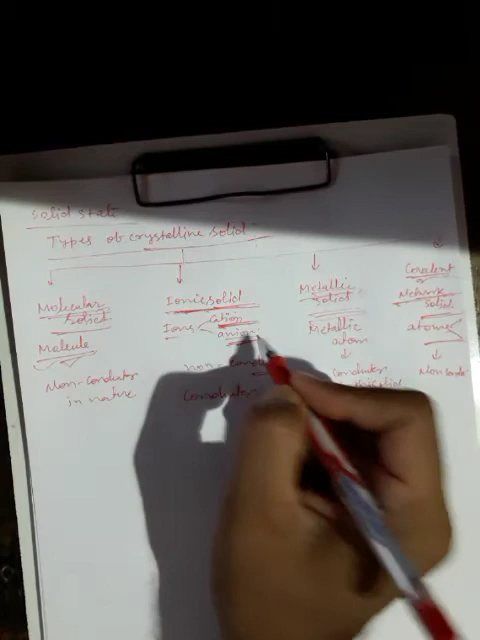 Solid state
Types of crystalline solid
Molecular
Solid
Molecule
Non-Conductor
in nature
Ionic solid
Ions
Cation
anion
non-
Conductor
Metallic
solid
Metallic
atom
Conductor
Covalent
or
Network
solid
atoms